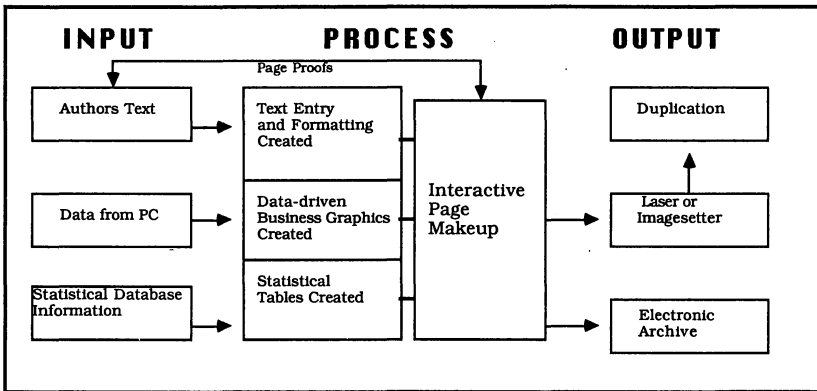 INPUT
PROCESS
OUTPUT
Page Proofs
Authors Text
Text Entry
and Formatting
Created
Duplication
Data from PC
Data-driven
Business Graphics
Created
Interactive
Page
Makeup
Laser or
Imagesetter
Statistical Database
Information
Statistical
Tables Created
Electronic
Archive